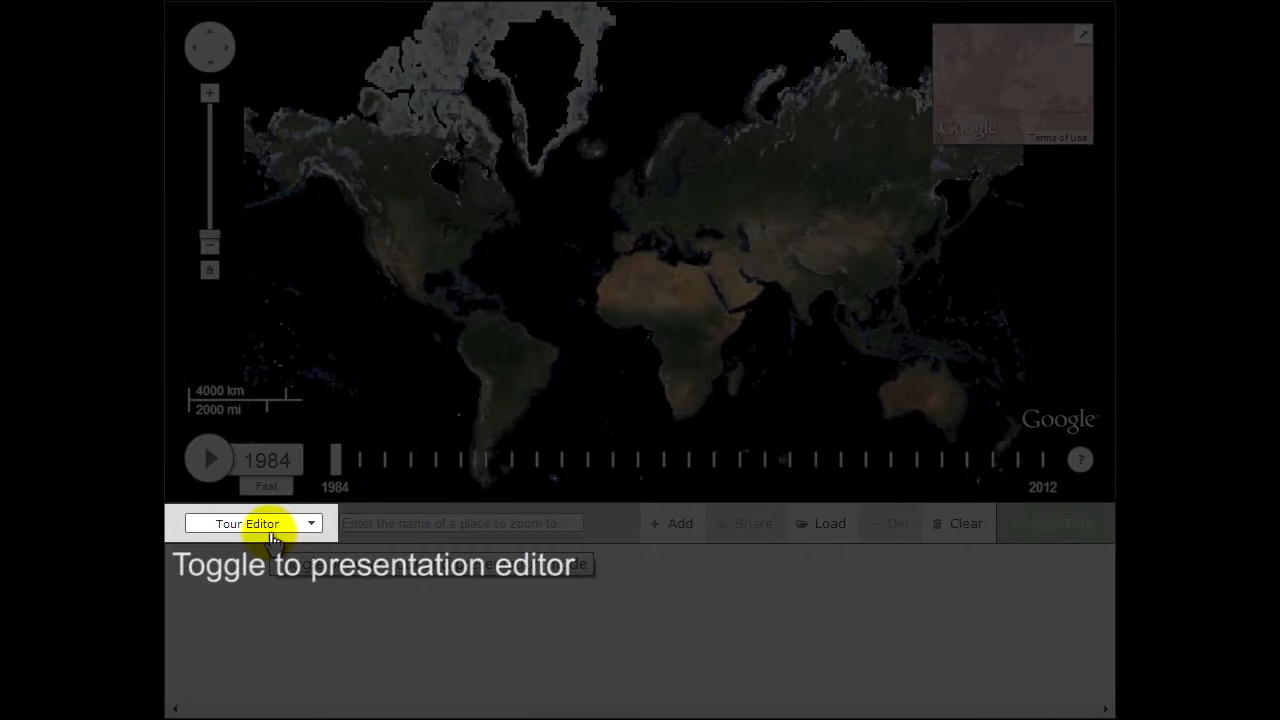 Google
Terms of Use
4000 km
2000 mi
Google
1984
Fast
1984
2012
?
Tour Editor
Enter the name of a place to zoom to
+ Add
Share
Load
− Del
Clear
Tour
Toggle to presentation editor